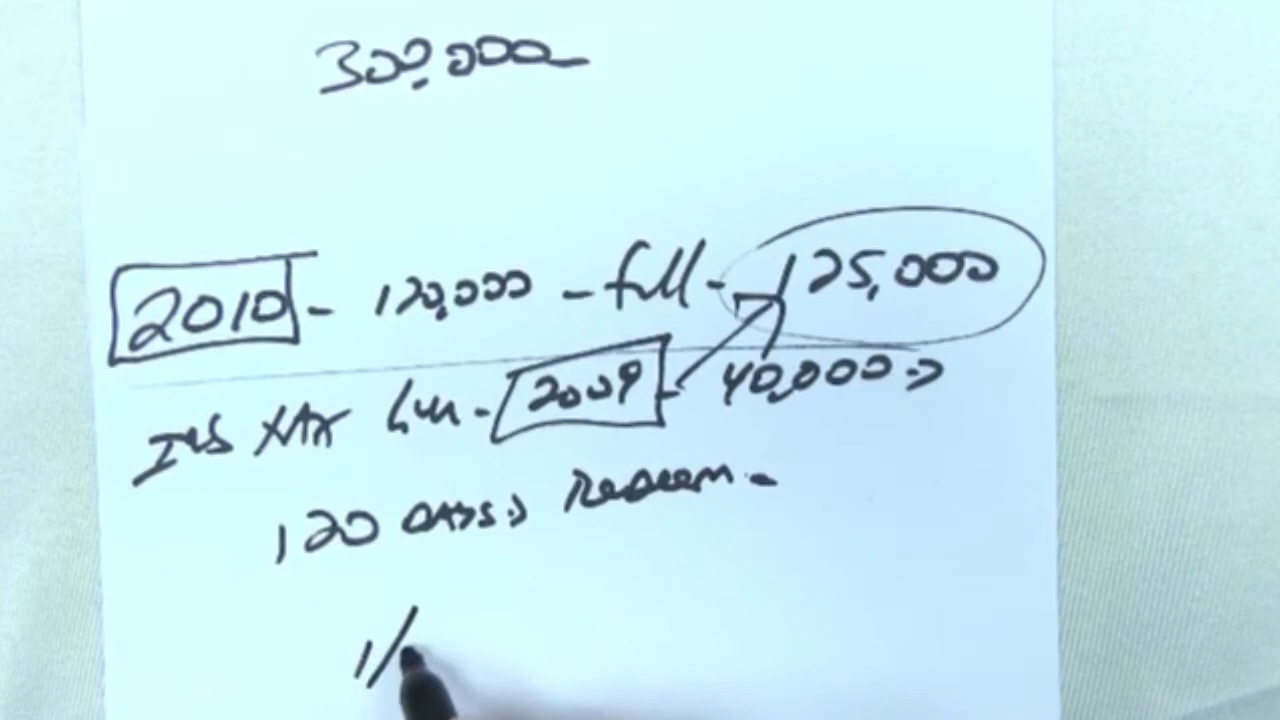 300,000
2010 - 120,000 - full - 125,000
IRS TAX Lien - 2009 - 40,000
120 DAYS Redeem -
1/